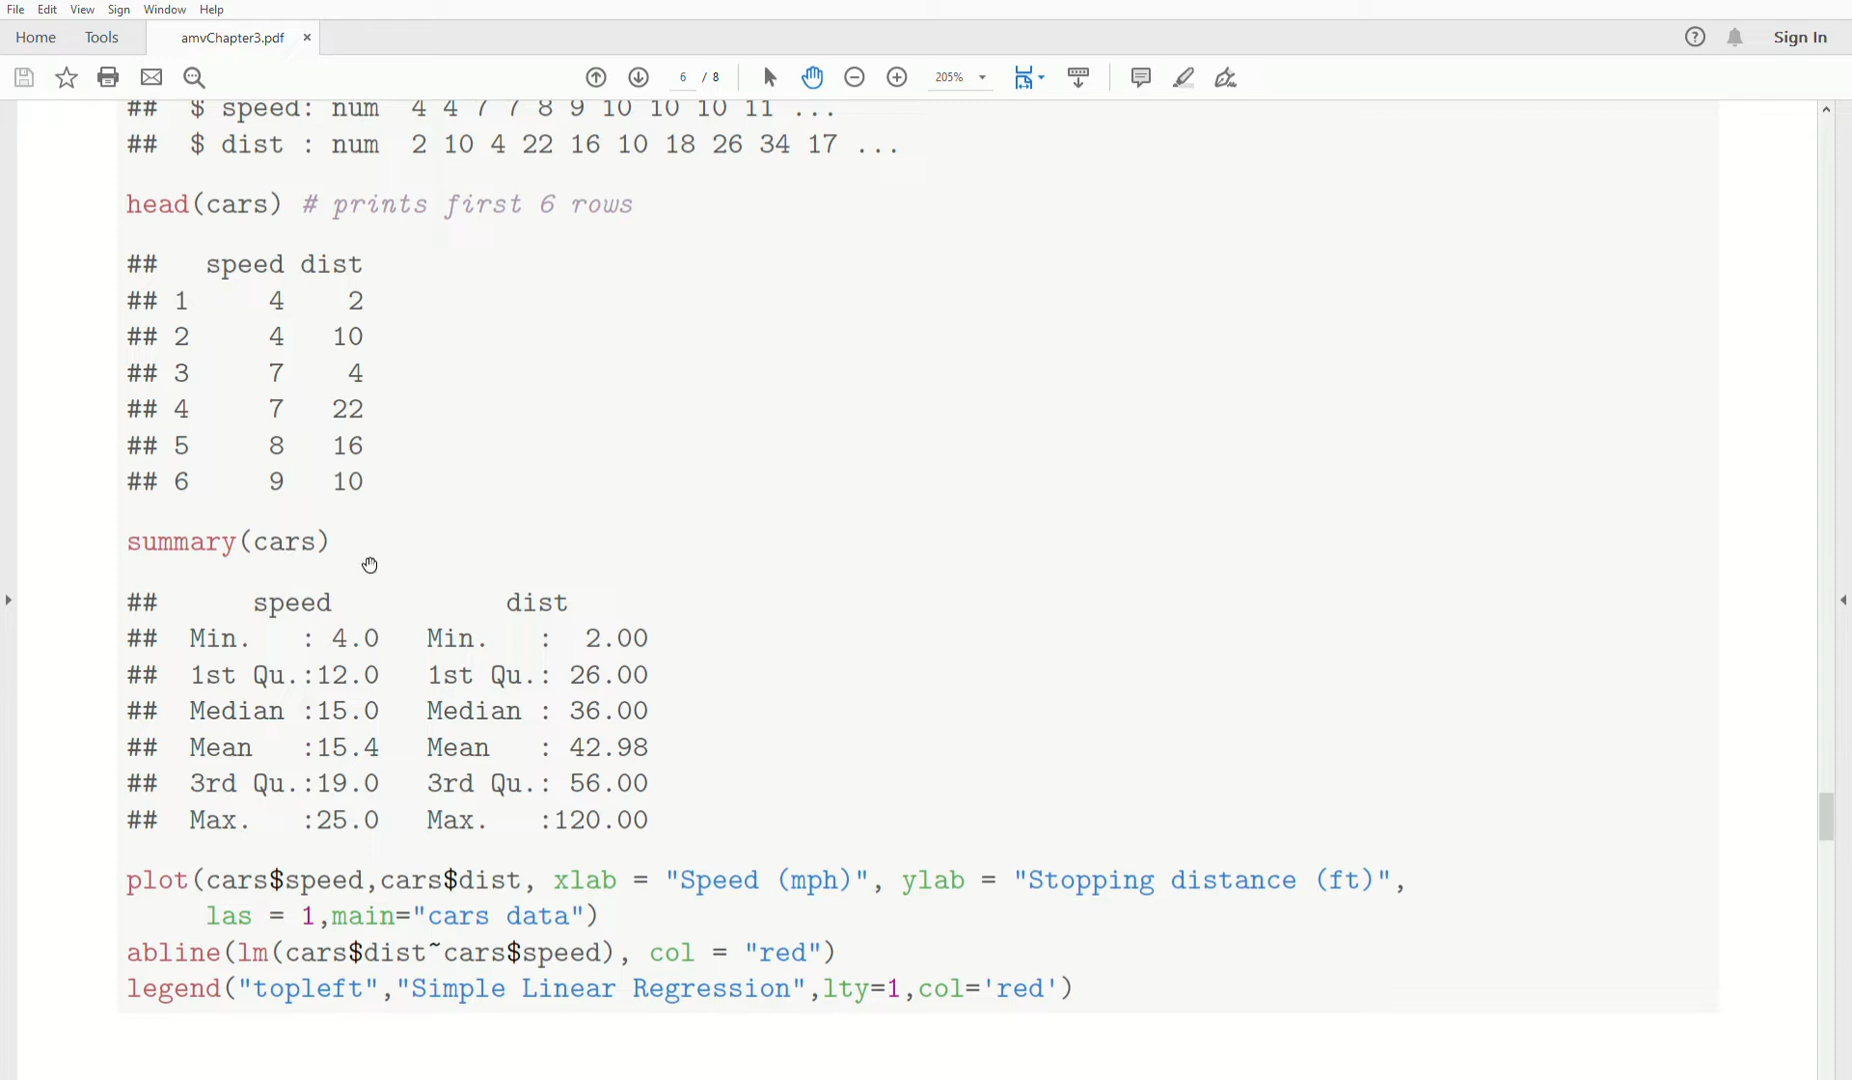 File Edit View Sign Window Help
Home Tools amvChapter3.pdf × Sign In
6 / 8 205%
## $ speed: num 4 4 7 7 8 9 10 10 10 11 ...
## $ dist : num 2 10 4 22 16 10 18 26 34 17 ...
head(cars) # prints first 6 rows
## speed dist
## 1 4 2
## 2 4 10
## 3 7 4
## 4 7 22
## 5 8 16
## 6 9 10
summary(cars)
## speed dist
## Min. : 4.0 Min. : 2.00
## 1st Qu.:12.0 1st Qu.: 26.00
## Median :15.0 Median : 36.00
## Mean :15.4 Mean : 42.98
## 3rd Qu.:19.0 3rd Qu.: 56.00
## Max. :25.0 Max. :120.00
plot(cars$speed,cars$dist, xlab = "Speed (mph)", ylab = "Stopping distance (ft)",
las = 1,main="cars data")
abline(lm(cars$dist~cars$speed), col = "red")
legend("topleft","Simple Linear Regression",lty=1,col='red')